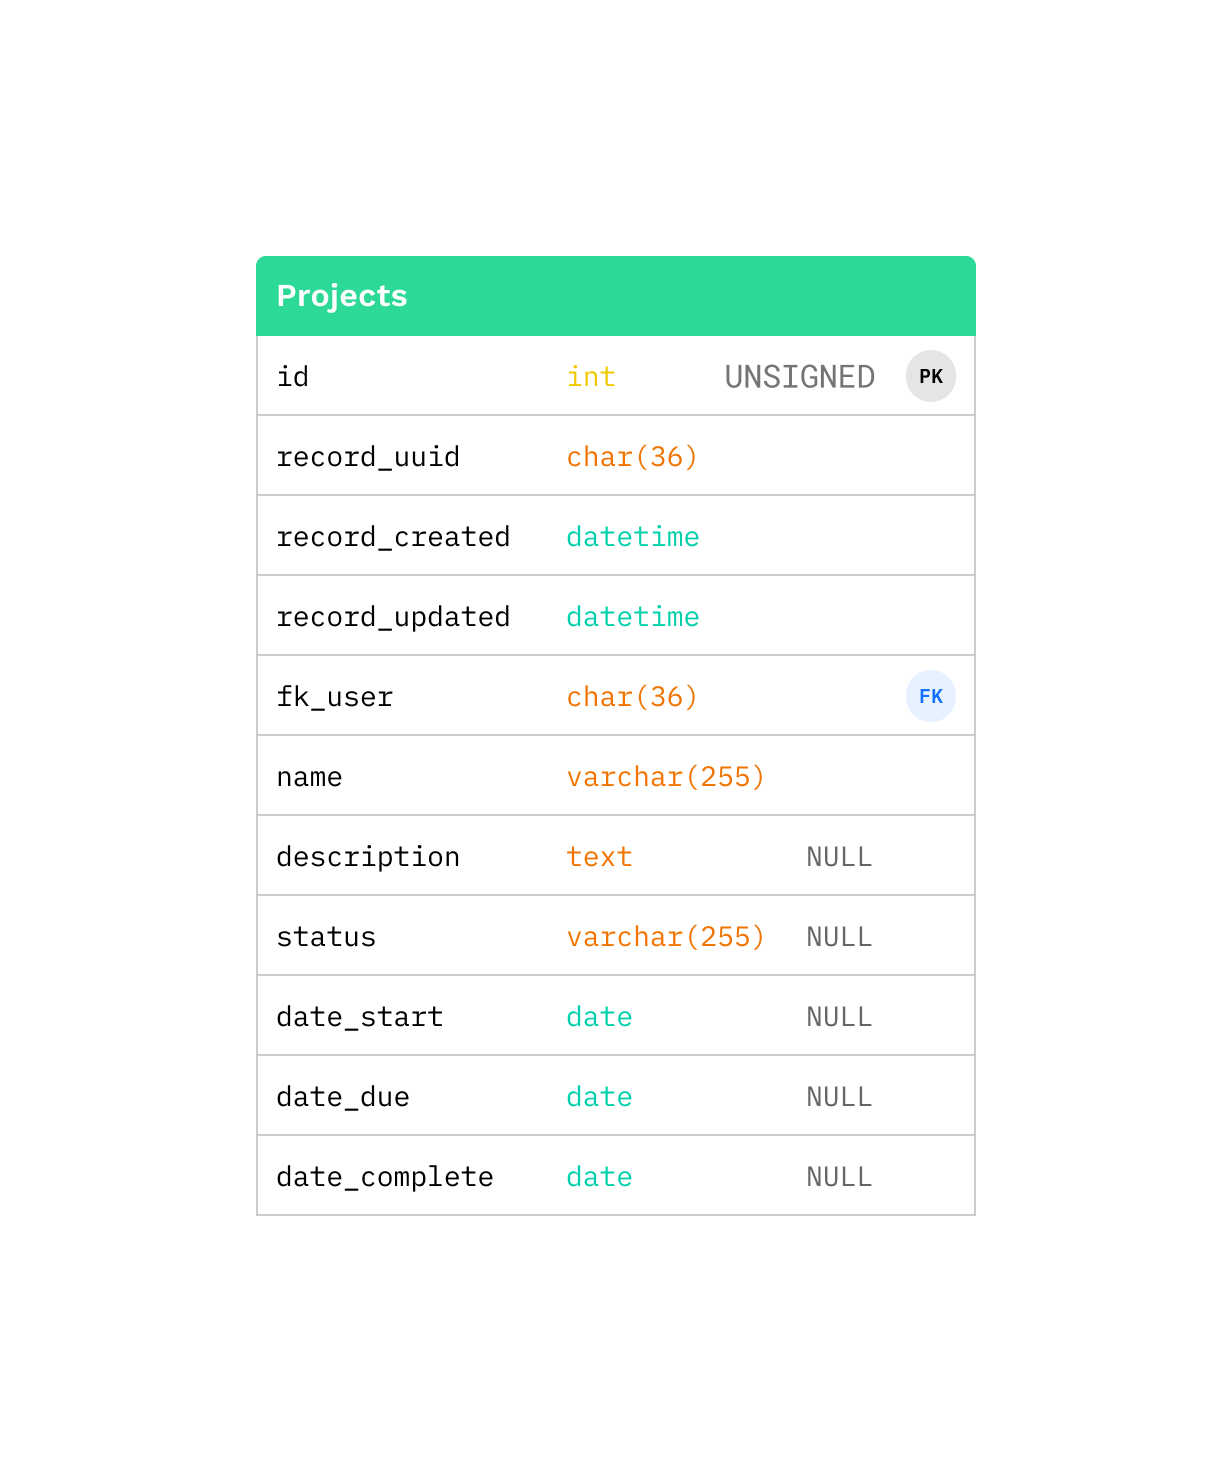 Projects
id int UNSIGNED PK
record_uuid char(36)
record_created datetime
record_updated datetime
fk_user char(36) FK
name varchar(255)
description text NULL
status varchar(255) NULL
date_start date NULL
date_due date NULL
date_complete date NULL